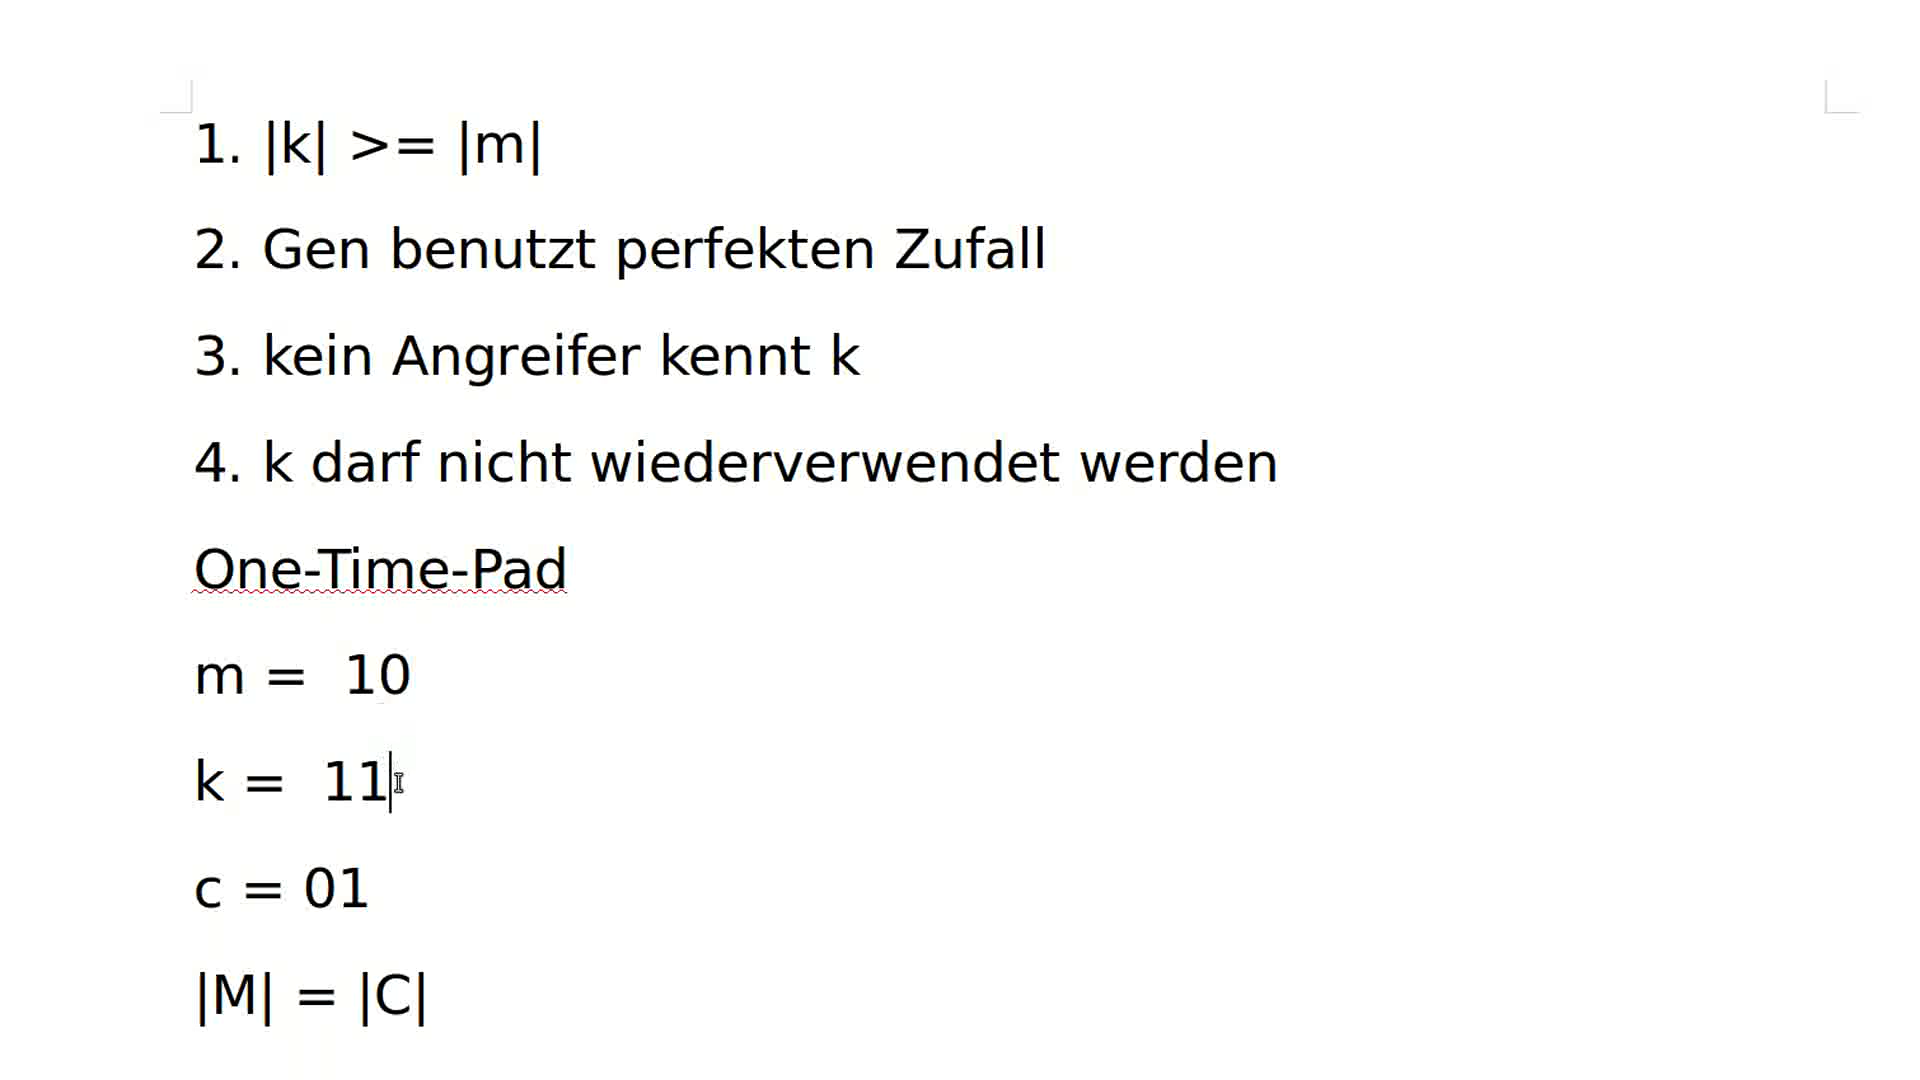 1. |k| >= |m|
2. Gen benutzt perfekten Zufall
3. kein Angreifer kennt k
4. k darf nicht wiederverwendet werden
One-Time-Pad
m =  10
k =  11
c = 01
|M| = |C|